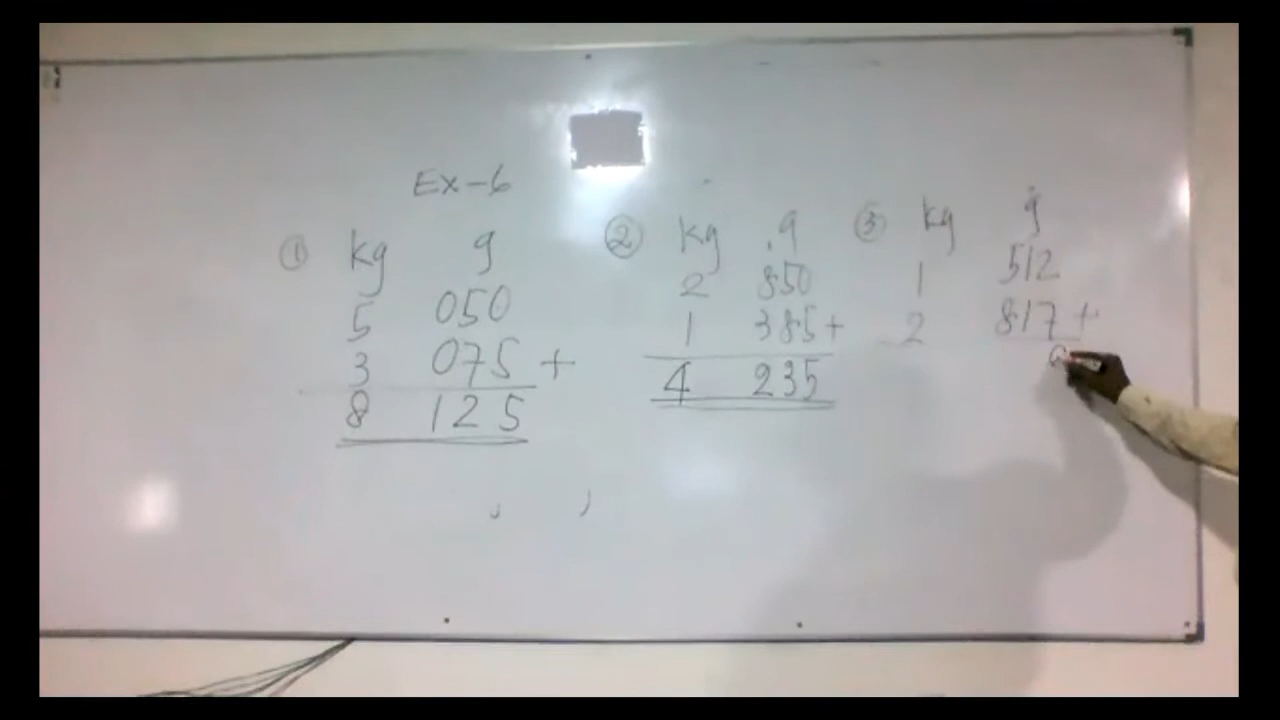 Ex-6
① kg g
5 050
3 075 +
8 125
② kg g
2 850
1 385 +
4 235
③ kg g
1 512
2 817 +
9